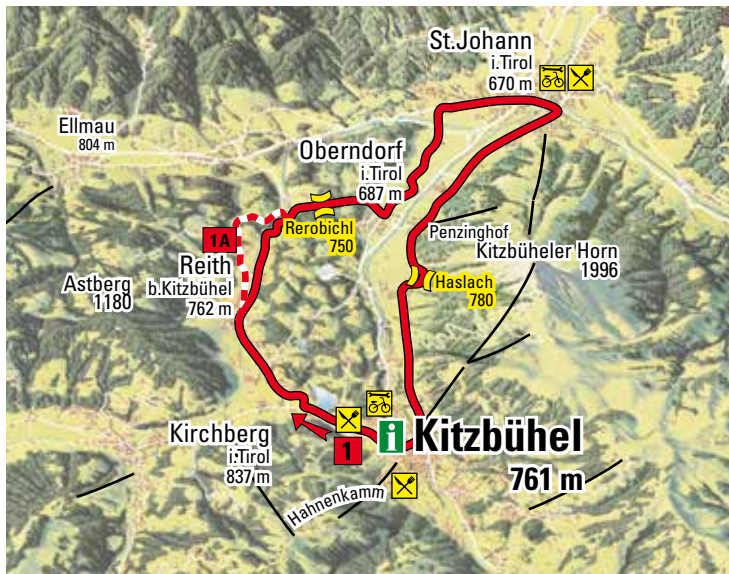 St.Johann
i.Tirol
670 m
Ellmau
804 m
Oberndorf
i.Tirol
687 m
Rerobichl
750
1A
Reith
b.Kitzbühel
762 m
Astberg
1180
Penzinghof
Kitzbüheler Horn
1996
Haslach
780
Kirchberg
i.Tirol
837 m
1
i Kitzbühel
761 m
Hahnenkamm